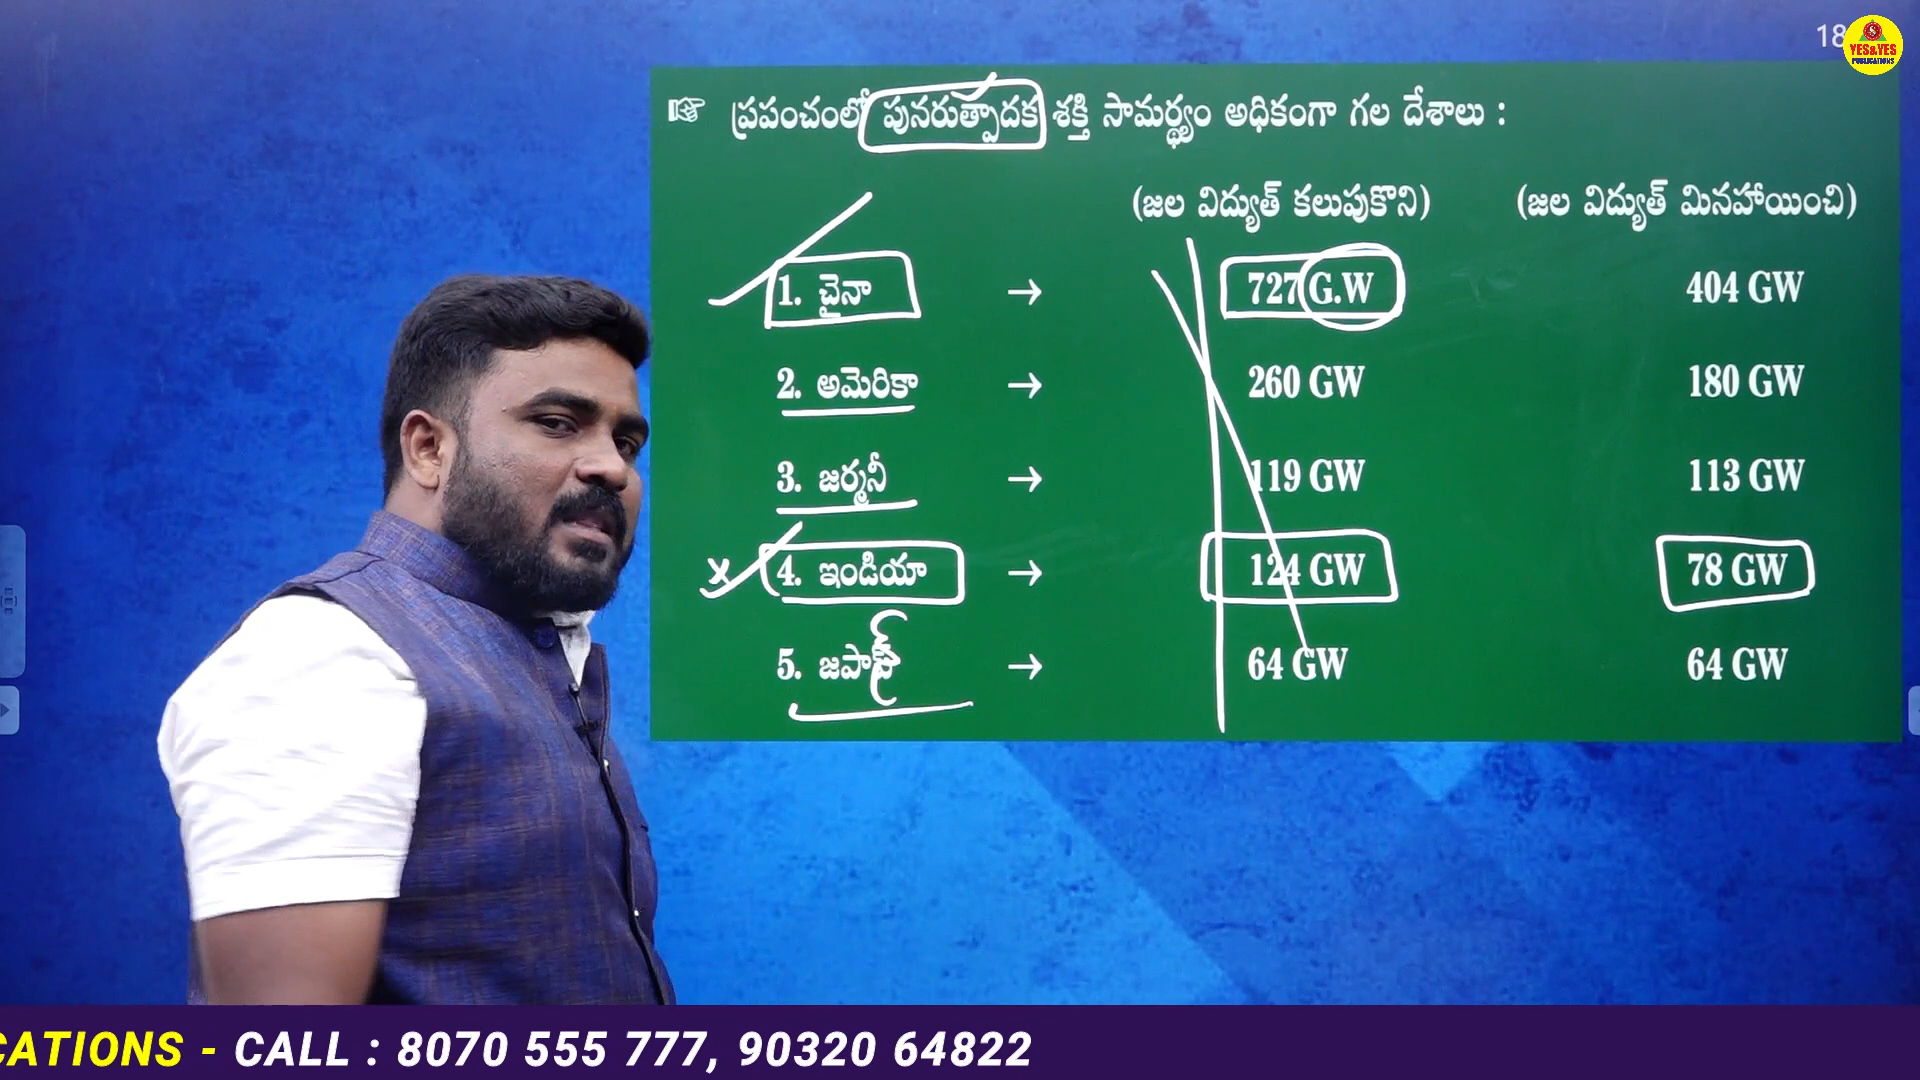 18
YES&YES
PUBLICATIONS
ప్రపంచంలో పునరుత్పాదక శక్తి సామర్థ్యం అధికంగా గల దేశాలు :
(జల విద్యుత్ కలుపుకొని) (జల విద్యుత్ మినహాయించి)
1. చైనా → 727 G.W 404 GW
2. అమెరికా → 260 GW 180 GW
3. జర్మనీ → 119 GW 113 GW
x 4. ఇండియా → 124 GW 78 GW
5. జపాన్ → 64 GW 64 GW
CATIONS - CALL : 8070 555 777, 90320 64822